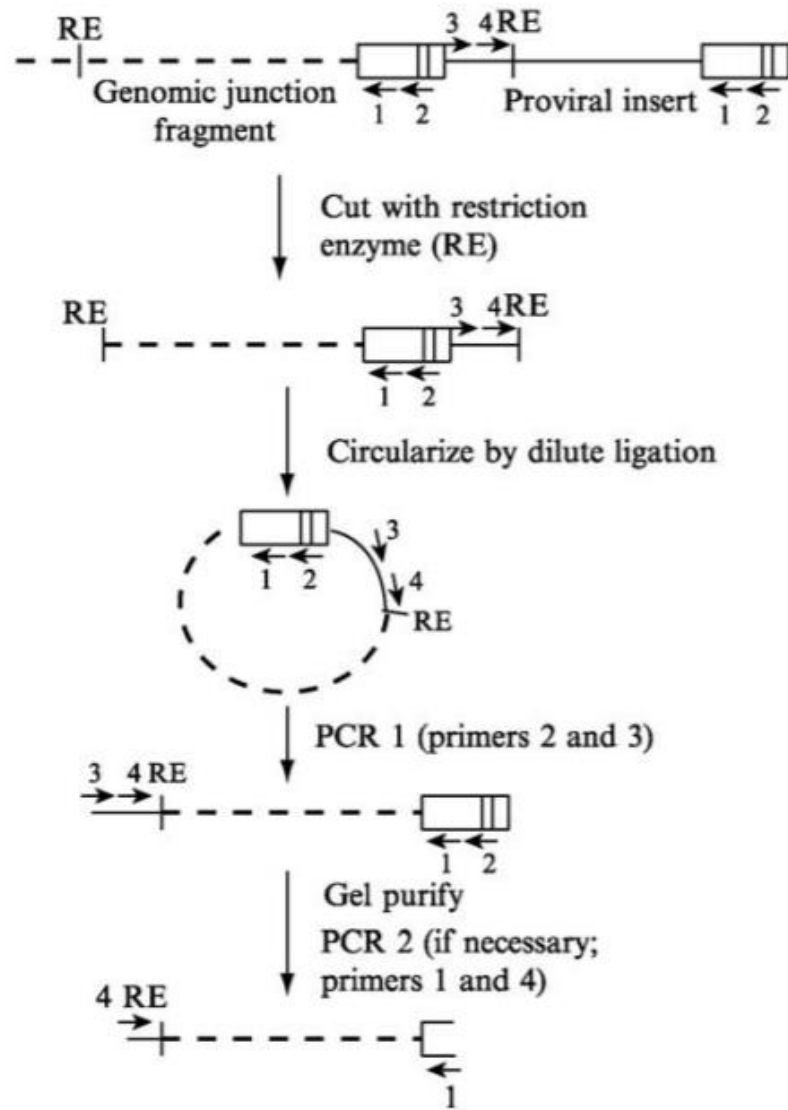 RE
3 4RE
Genomic junction
fragment
1 2
Proviral insert
1 2
Cut with restriction
enzyme (RE)
RE
3 4RE
1 2
Circularize by dilute ligation
3
1 2
4
RE
PCR 1 (primers 2 and 3)
3 4 RE
1 2
Gel purify
PCR 2 (if necessary;
primers 1 and 4)
4 RE
1